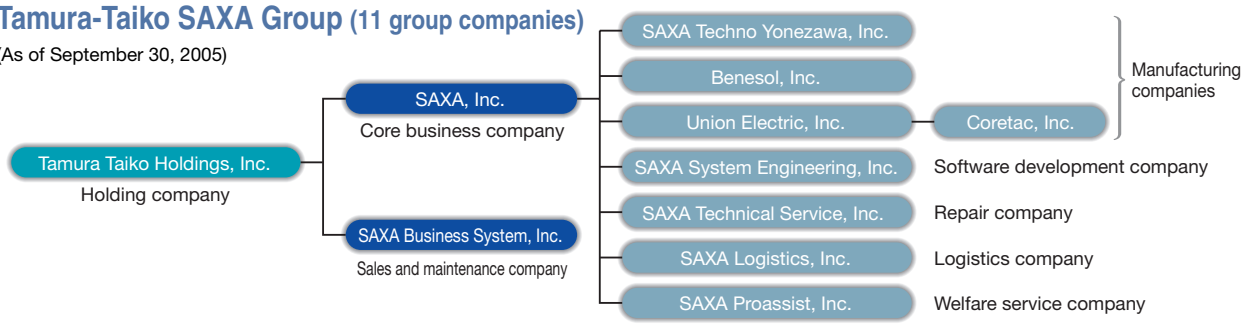 Tamura-Taiko SAXA Group (11 group companies)
(As of September 30, 2005)
Tamura Taiko Holdings, Inc.
Holding company
SAXA, Inc.
Core business company
SAXA Business System, Inc.
Sales and maintenance company
SAXA Techno Yonezawa, Inc.
Benesol, Inc.
Union Electric, Inc.
Coretac, Inc.
Manufacturing
companies
SAXA System Engineering, Inc.
Software development company
SAXA Technical Service, Inc.
Repair company
SAXA Logistics, Inc.
Logistics company
SAXA Proassist, Inc.
Welfare service company